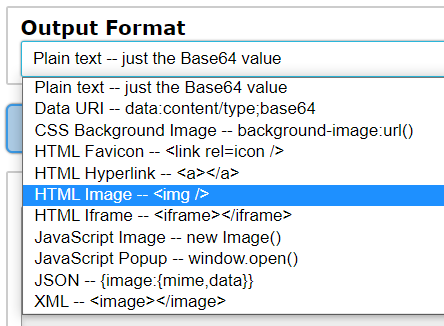 Output Format
Plain text -- just the Base64 value
Plain text -- just the Base64 value
Data URI -- data:content/type;base64
CSS Background Image -- background-image:url()
HTML Favicon -- <link rel=icon />
HTML Hyperlink -- <a></a>
HTML Image -- <img />
HTML Iframe -- <iframe></iframe>
JavaScript Image -- new Image()
JavaScript Popup -- window.open()
JSON -- {image:{mime,data}}
XML -- <image></image>